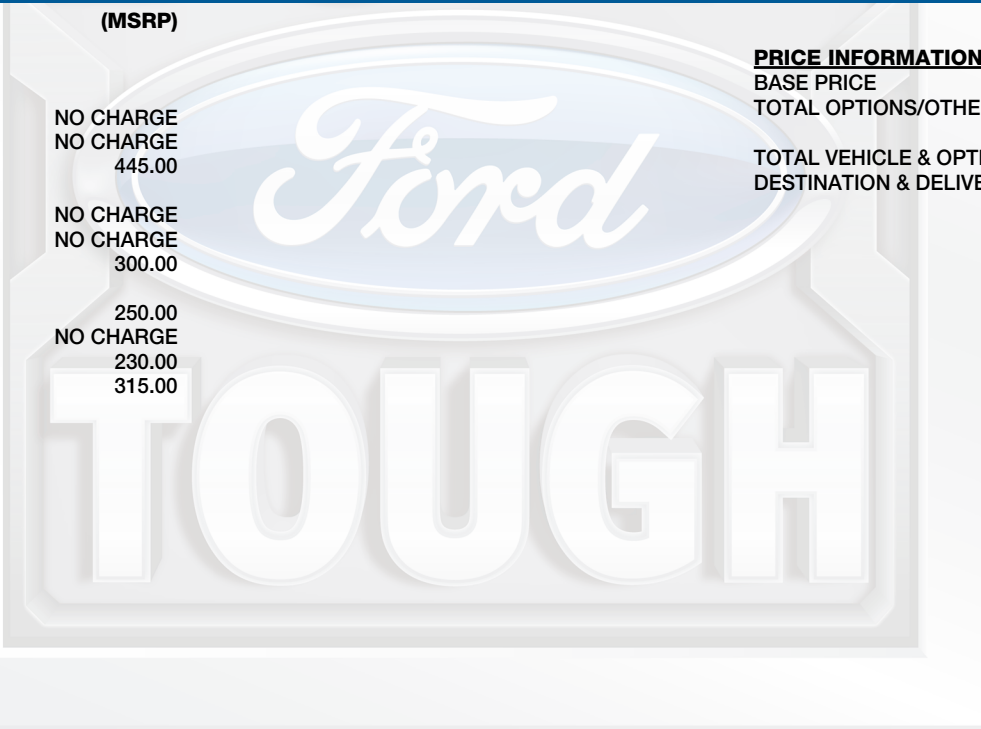 (MSRP)
NO CHARGE
NO CHARGE
445.00
NO CHARGE
NO CHARGE
300.00
250.00
NO CHARGE
230.00
315.00
PRICE INFORMATION
BASE PRICE
TOTAL OPTIONS/OTHE
TOTAL VEHICLE & OPTI
DESTINATION & DELIVE
Ford
TOUGH